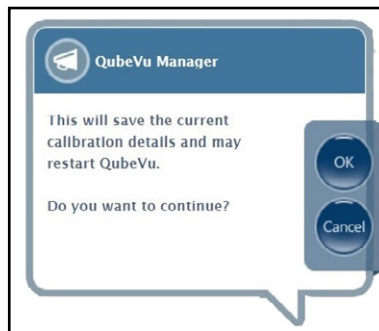 QubeVu Manager
This will save the current
calibration details and may
restart QubeVu.
Do you want to continue?
OK
Cancel